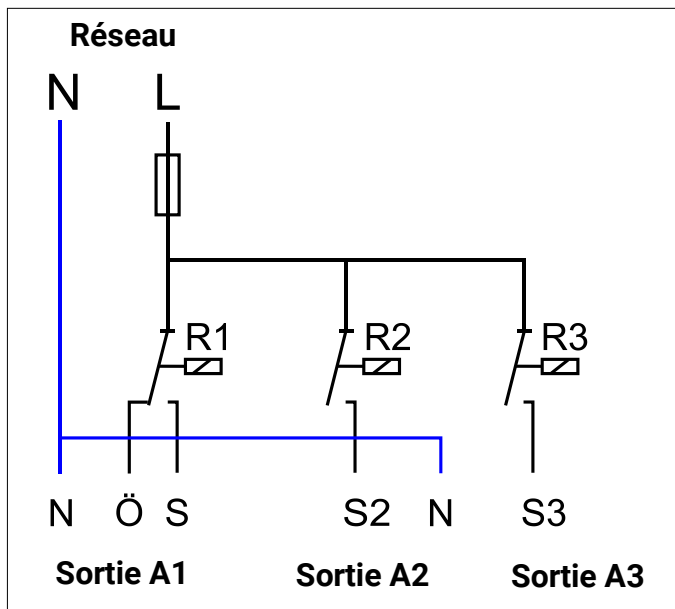 Réseau
N L
R1 R2 R3
N Ö S S2 N S3
Sortie A1 Sortie A2 Sortie A3